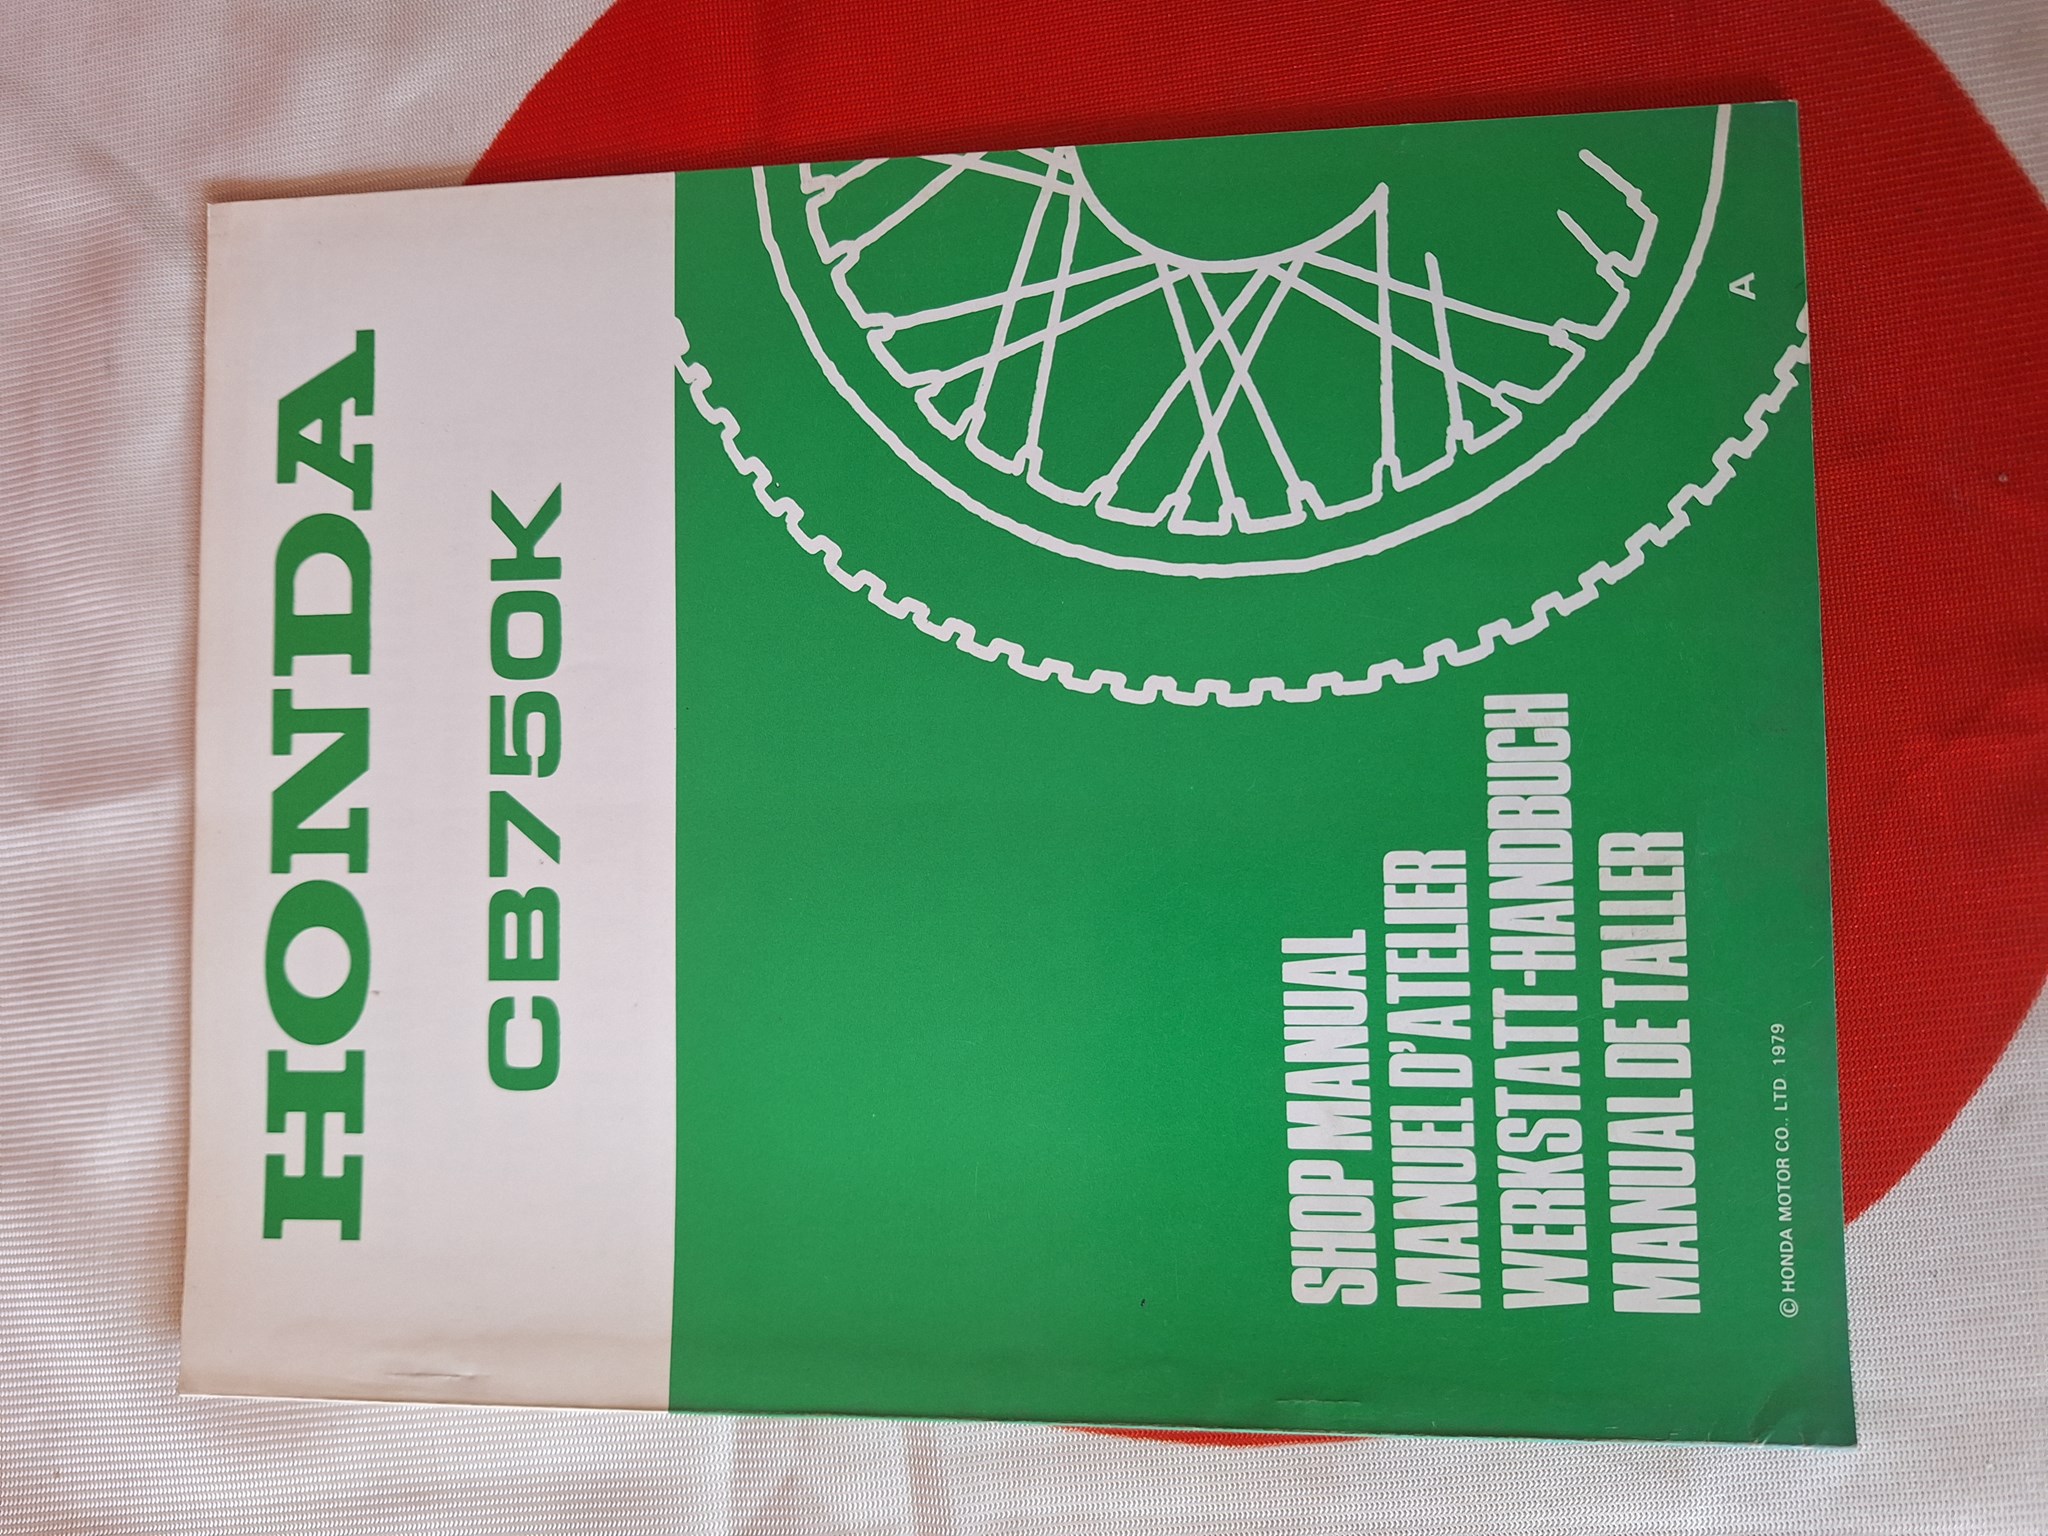 HONDA
CB750K
A
SHOP MANUAL
MANUEL D'ATELIER
WERKSTATT-HANDBUCH
MANUAL DE TALLER
© HONDA MOTOR CO., LTD 1979